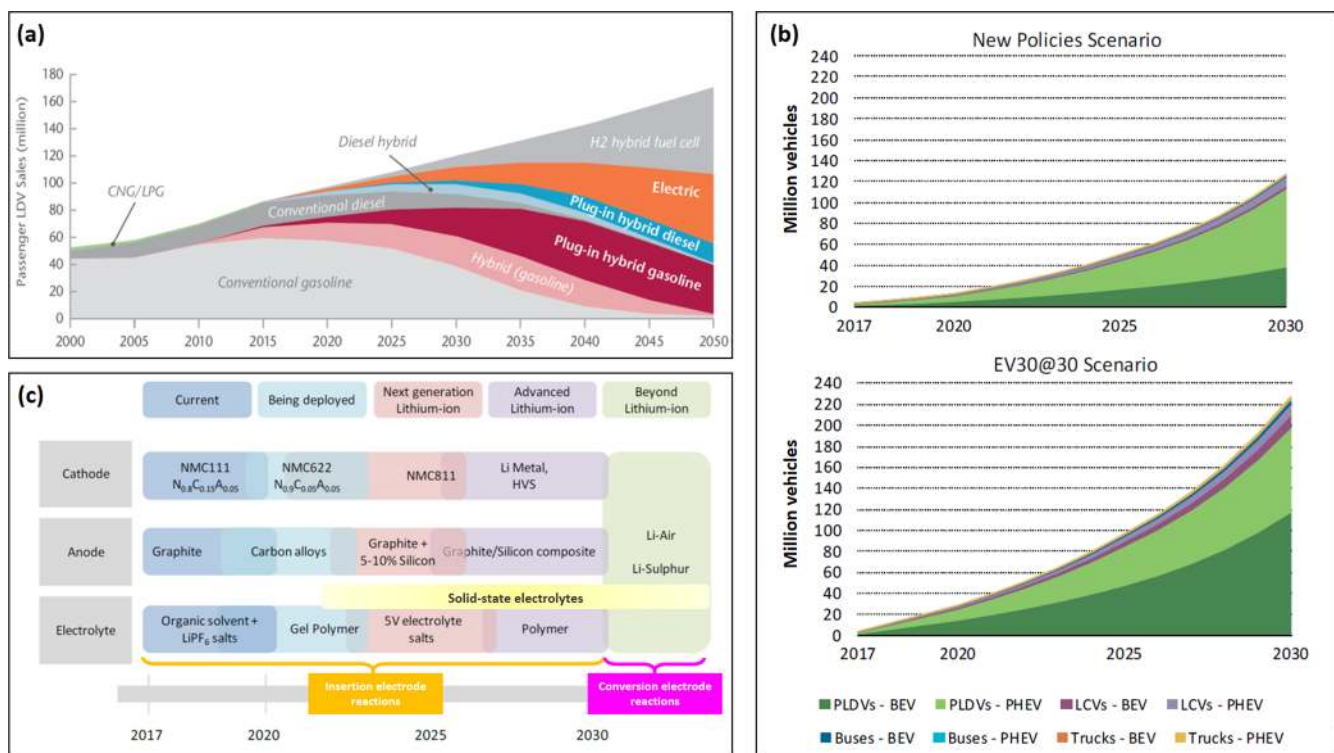 (a)
Passenger LDV Sales (million)
180
160
140
120
100
80
60
40
20
0
2000 2005 2010 2015 2020 2025 2030 2035 2040 2045 2050
CNG/LPG
Diesel hybrid
H2 hybrid fuel cell
Electric
Plug-in hybrid diesel
Conventional diesel
Plug-in hybrid gasoline
Hybrid (gasoline)
Conventional gasoline
(b)
New Policies Scenario
Million vehicles
240
220
200
180
160
140
120
100
80
60
40
20
0
2017 2020 2025 2030
EV30@30 Scenario
Million vehicles
240
220
200
180
160
140
120
100
80
60
40
20
0
2017 2020 2025 2030
PLDVs - BEV PLDVs - PHEV LCVs - BEV LCVs - PHEV
Buses - BEV Buses - PHEV Trucks - BEV Trucks - PHEV
(c)
Current
Being deployed
Next generation
Lithium-ion
Advanced
Lithium-ion
Beyond
Lithium-ion
Cathode
NMC111
N0.8C0.15A0.05
NMC622
N0.9C0.05A0.05
NMC811
Li Metal,
HVS
Anode
Graphite
Carbon alloys
Graphite +
5-10% Silicon
Graphite/Silicon composite
Li-Air
Li-Sulphur
Solid-state electrolytes
Electrolyte
Organic solvent +
LiPF6 salts
Gel Polymer
5V electrolyte
salts
Polymer
Insertion electrode
reactions
Conversion electrode
reactions
2017 2020 2025 2030